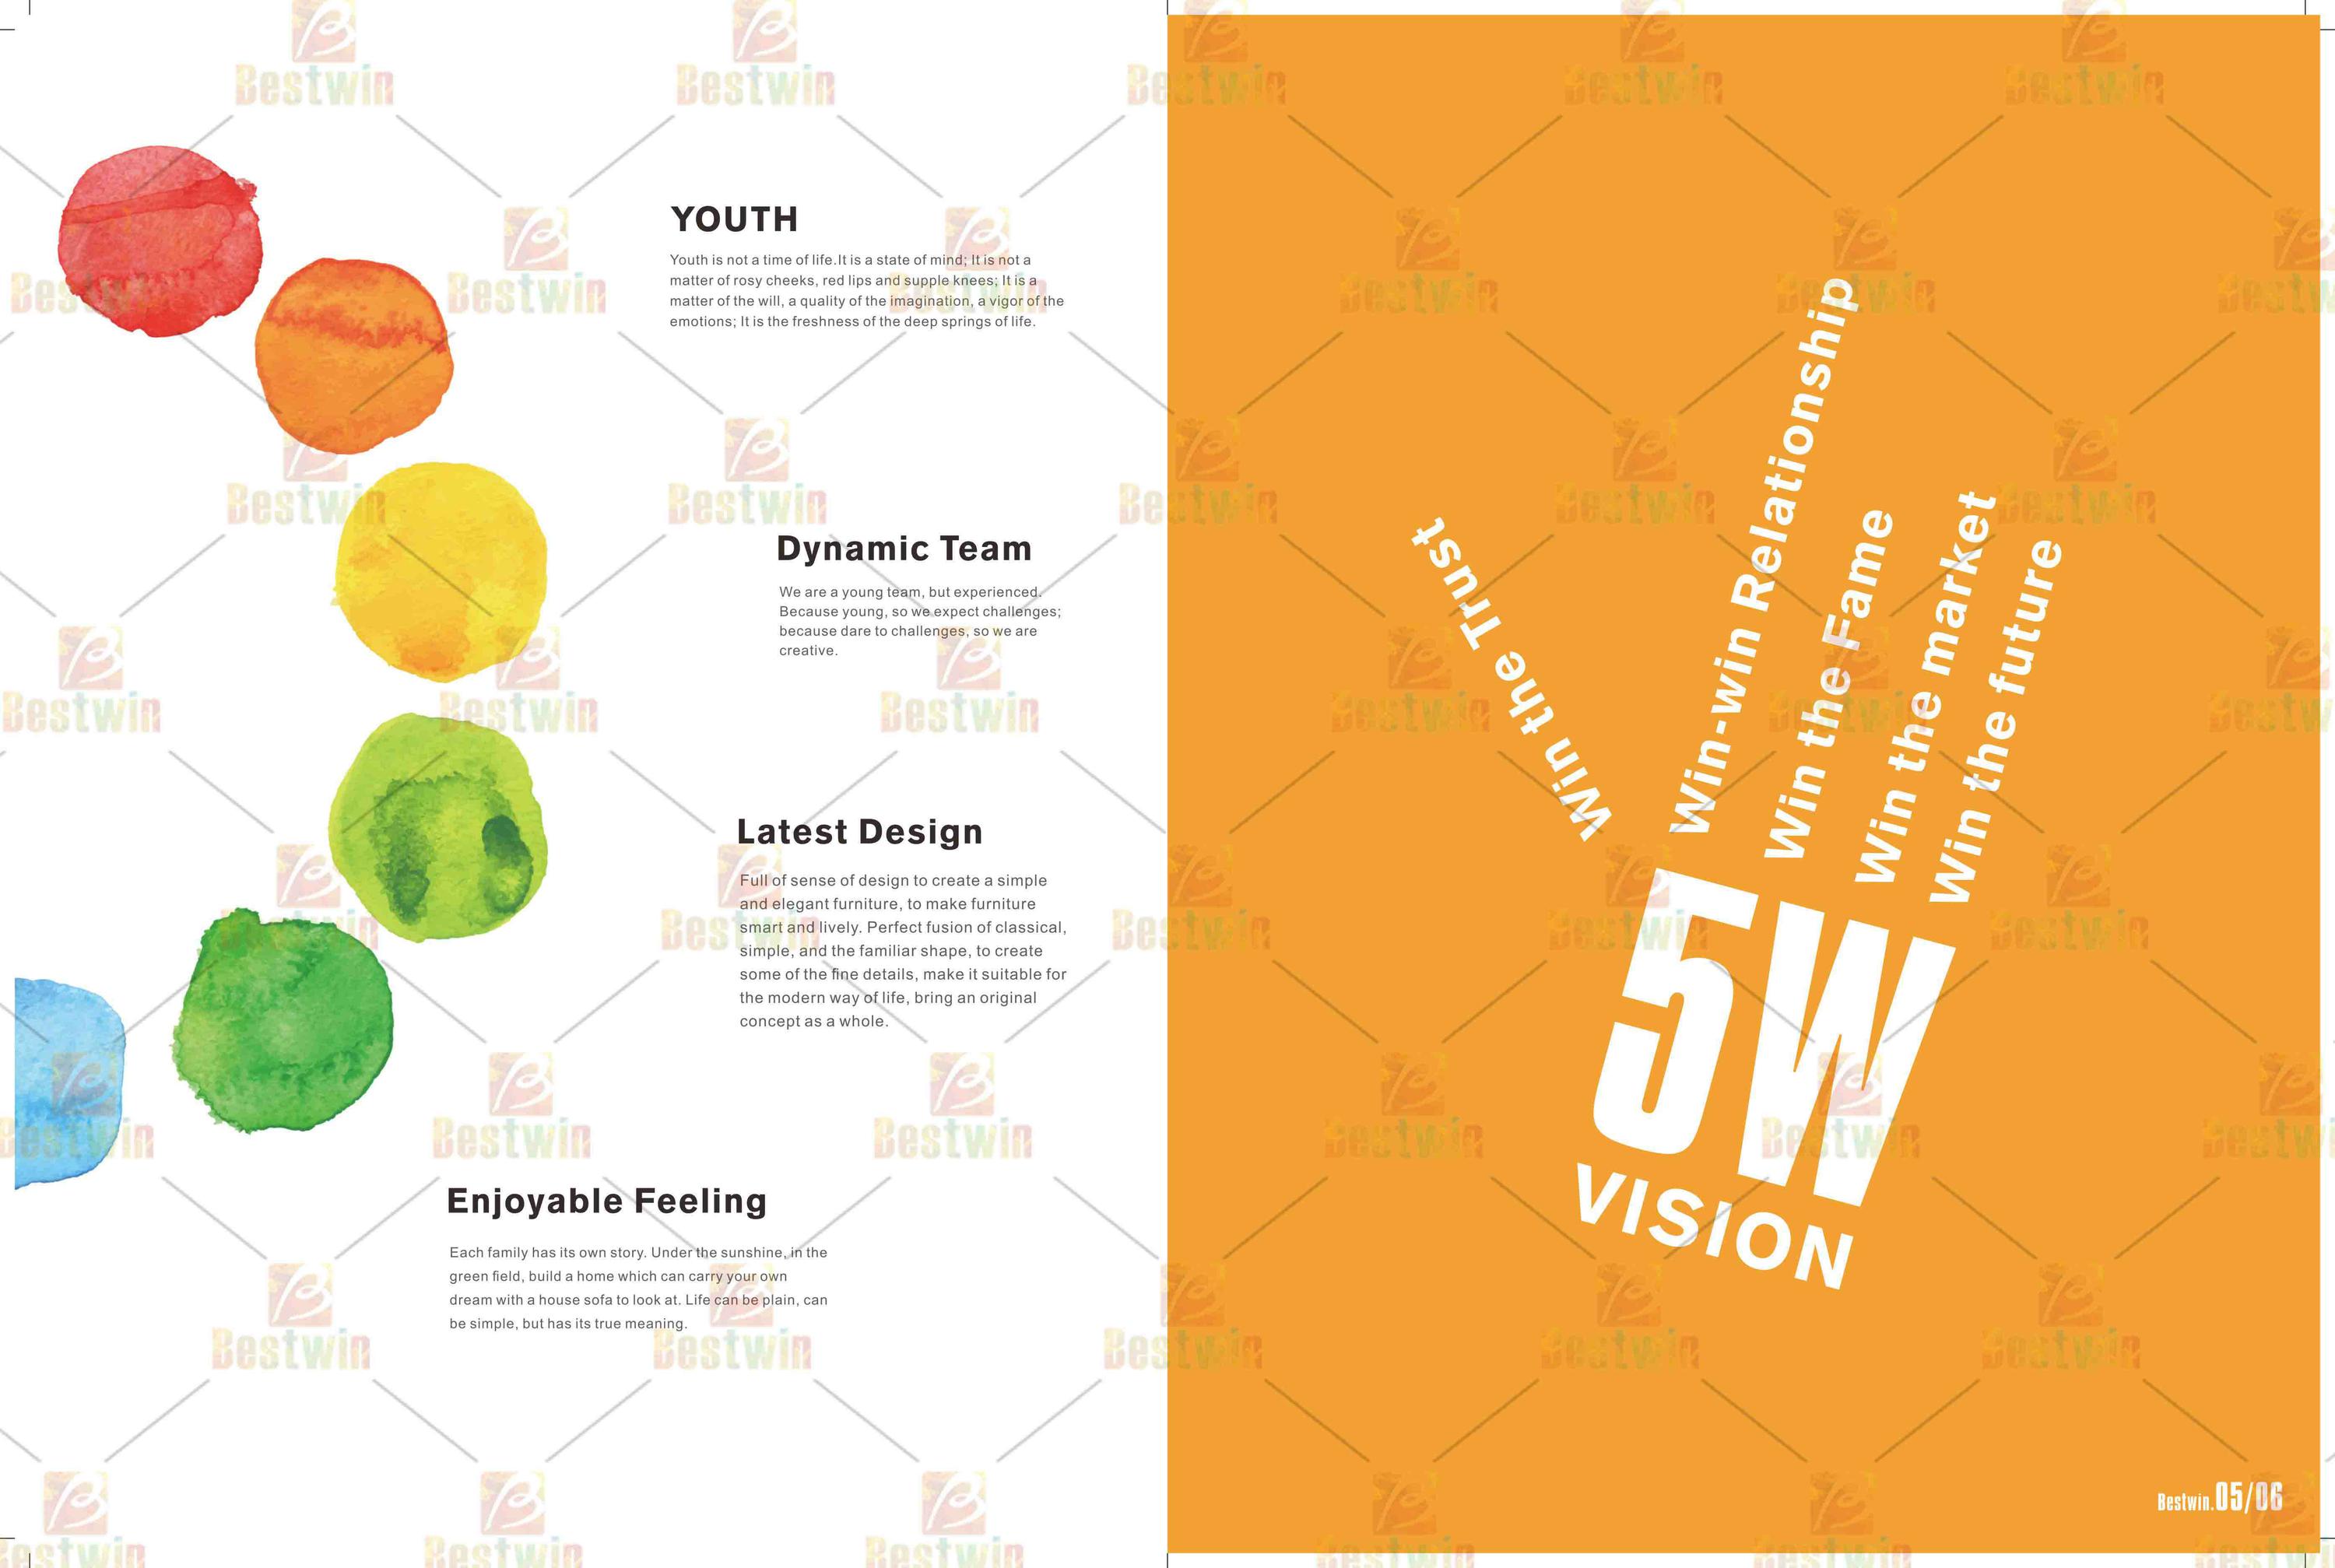 YOUTH
Youth is not a time of life.It is a state of mind; It is not a
matter of rosy cheeks, red lips and supple knees; It is a
matter of the will, a quality of the imagination, a vigor of the
emotions; It is the freshness of the deep springs of life.
Dynamic Team
We are a young team, but experienced.
Because young, so we expect challenges;
because dare to challenges, so we are
creative.
Latest Design
Full of sense of design to create a simple
and elegant furniture, to make furniture
smart and lively. Perfect fusion of classical,
simple, and the familiar shape, to create
some of the fine details, make it suitable for
the modern way of life, bring an original
concept as a whole.
Enjoyable Feeling
Each family has its own story. Under the sunshine, in the
green field, build a home which can carry your own
dream with a house sofa to look at. Life can be plain, can
be simple, but has its true meaning.
Win the Trust
Win-win Relationship
Win the Fame
Win the market
Win the future
5W
VISION
Bestwin.05/06
Bestwin